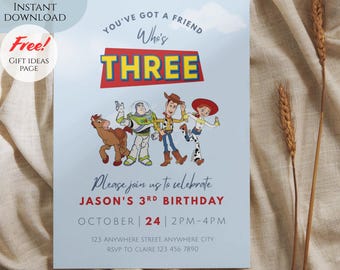 INSTANT
DOWNLOAD
Free!
GIFT IDEAS
PAGE
YOU'VE GOT A FRIEND
Who's
THREE
Please join us to celebrate
JASON'S 3RD BIRTHDAY
OCTOBER | 24 | 2PM-4PM
123 ANYWHERE STREET, ANYWHERE CITY
RSVP TO CLAIRE 123 456 7890